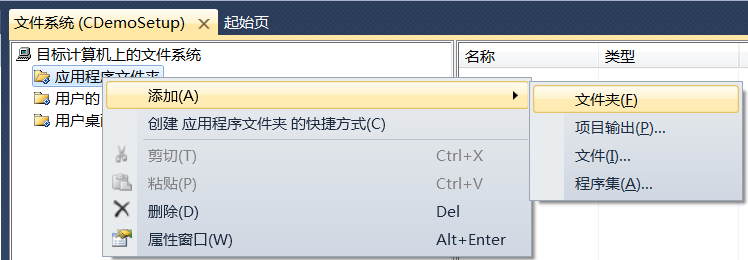 文件系统 (CDemoSetup) 起始页
目标计算机上的文件系统
名称 类型
应用程序文件夹
用户的
用户桌面
添加(A)
创建 应用程序文件夹 的快捷方式(C)
剪切(T) Ctrl+X
粘贴(P) Ctrl+V
删除(D) Del
属性窗口(W) Alt+Enter
文件夹(F)
项目输出(P)...
文件(I)...
程序集(A)...